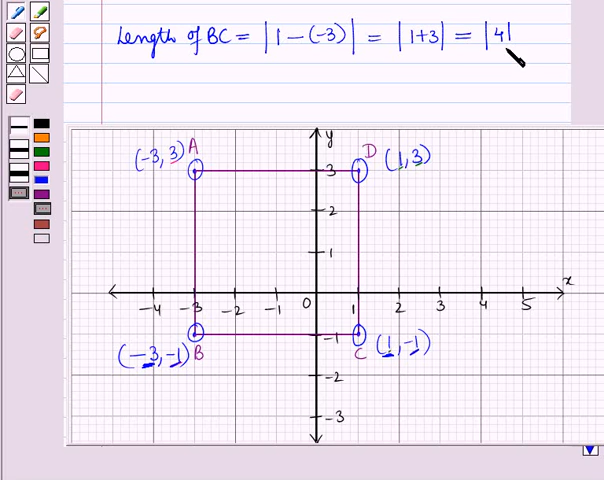 Length of BC = |1-(-3)| = |1+3| = |4|
y
(-3, 3) A
D (1, 3)
3
2
1
x
-4 -3 -2 -1 0 1 2 3 4 5
-1
(-3, -1) B
C (1, -1)
-2
-3